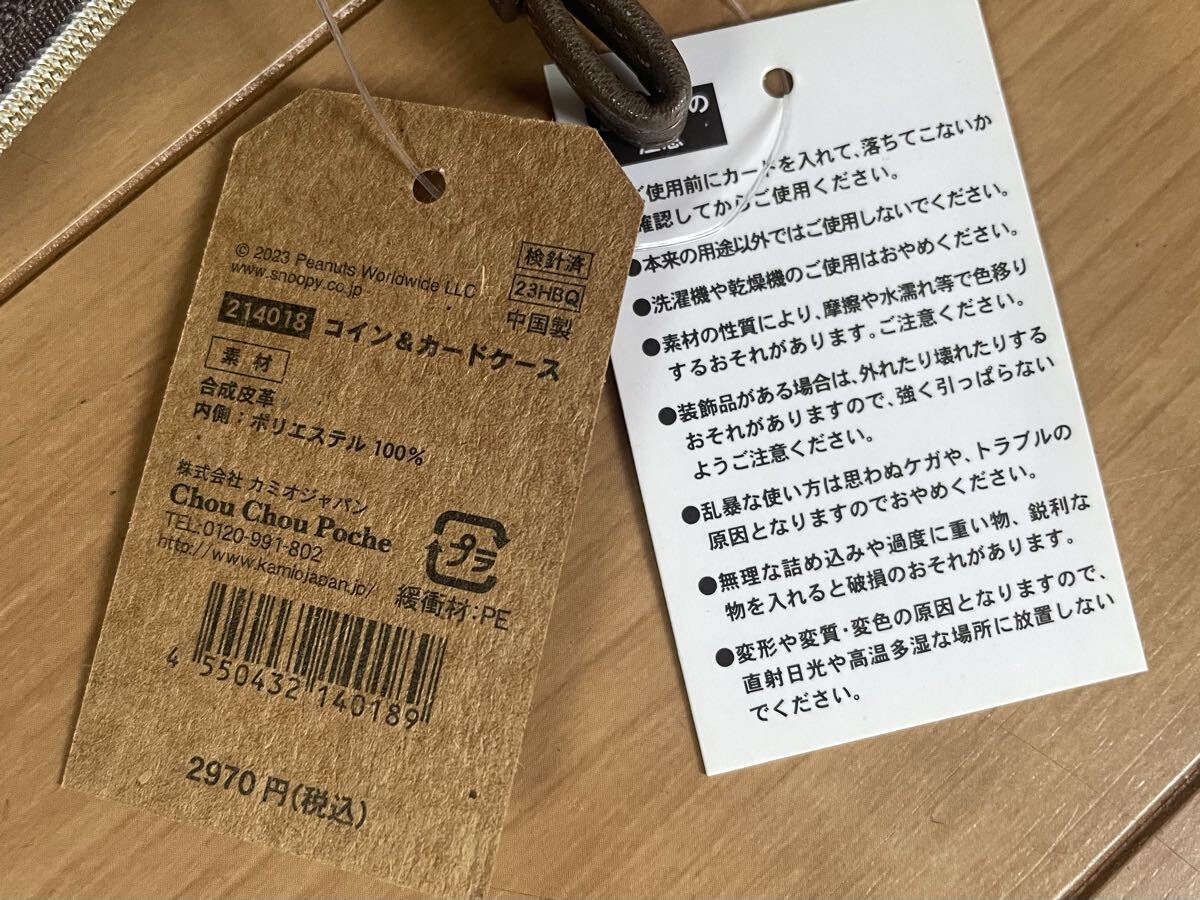 © 2023 Peanuts Worldwide LLC
www.snoopy.co.jp
検針済
23HBQ
中国製
214018 コイン&カードケース
素材
合成皮革
内側:ポリエステル 100%
株式会社 カミオジャパン
Chou Chou Poche
TEL:0120-991-802
http://www.kamiojapan.jp/
プラ
緩衝材:PE
4 550432 140189
2970 円(税込)
の
ご使用前にカードを入れて、落ちてこないか
確認してからご使用ください。
●本来の用途以外ではご使用しないでください。
●洗濯機や乾燥機のご使用はおやめください。
●素材の性質により、摩擦や水濡れ等で色移り
するおそれがあります。ご注意ください。
●装飾品がある場合は、外れたり壊れたりする
おそれがありますので、強く引っぱらない
ようご注意ください。
●乱暴な使い方は思わぬケガや、トラブルの
原因となりますのでおやめください。
●無理な詰め込みや過度に重い物、鋭利な
物を入れると破損のおそれがあります。
●変形や変質・変色の原因となりますので、
直射日光や高温多湿な場所に放置しない
でください。